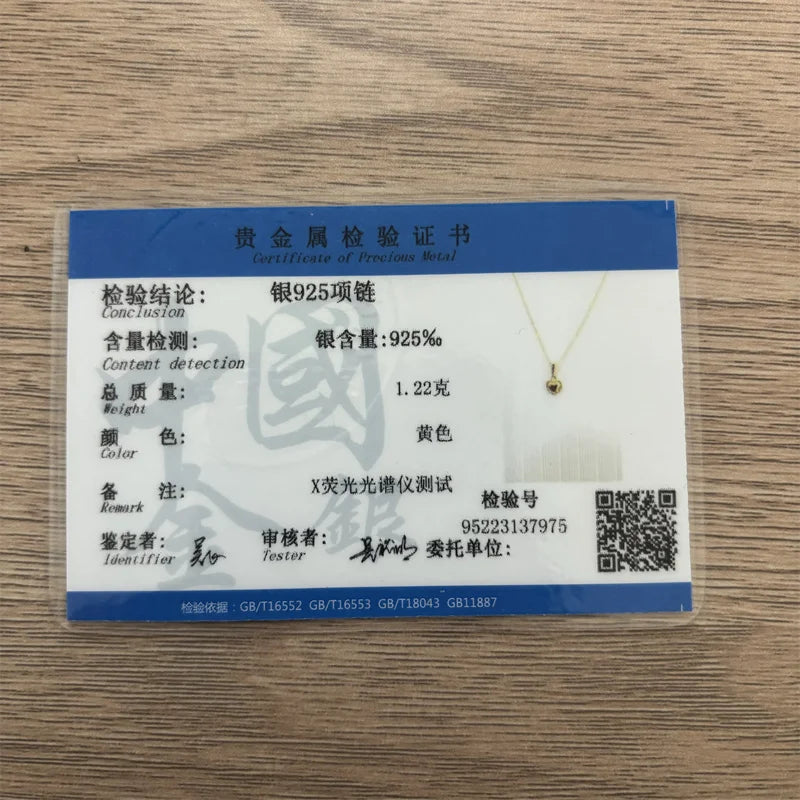 贵金属检验证书
Certificate of Precious Metal
检验结论: 银925项链
Conclusion
含量检测: 银含量:925‰
Content detection
总质量: 1.22克
Weight
颜 色: 黄色
Color
备 注: X荧光光谱仪测试
Remark
检验号
95223137975
鉴定者: 审核者: 委托单位:
Identifier Tester
检验依据: GB/T16552 GB/T16553 GB/T18043 GB11887
中國
金銀